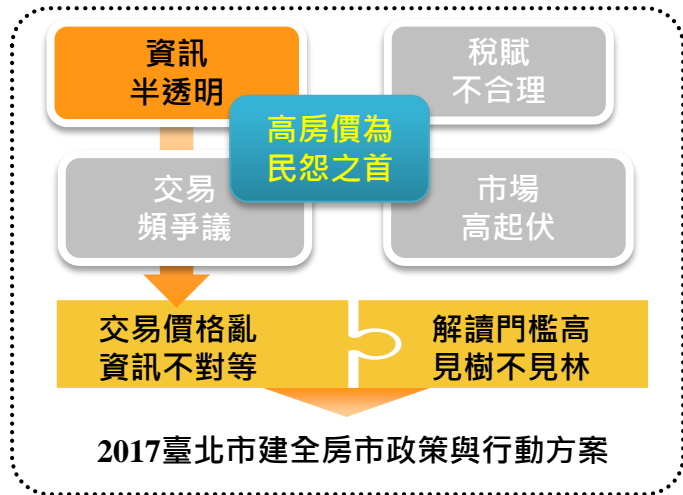 資訊
半透明
稅賦
不合理
高房價為
民怨之首
交易
頻爭議
市場
高起伏
交易價格亂
資訊不對等
解讀門檻高
見樹不見林
2017臺北市建全房市政策與行動方案